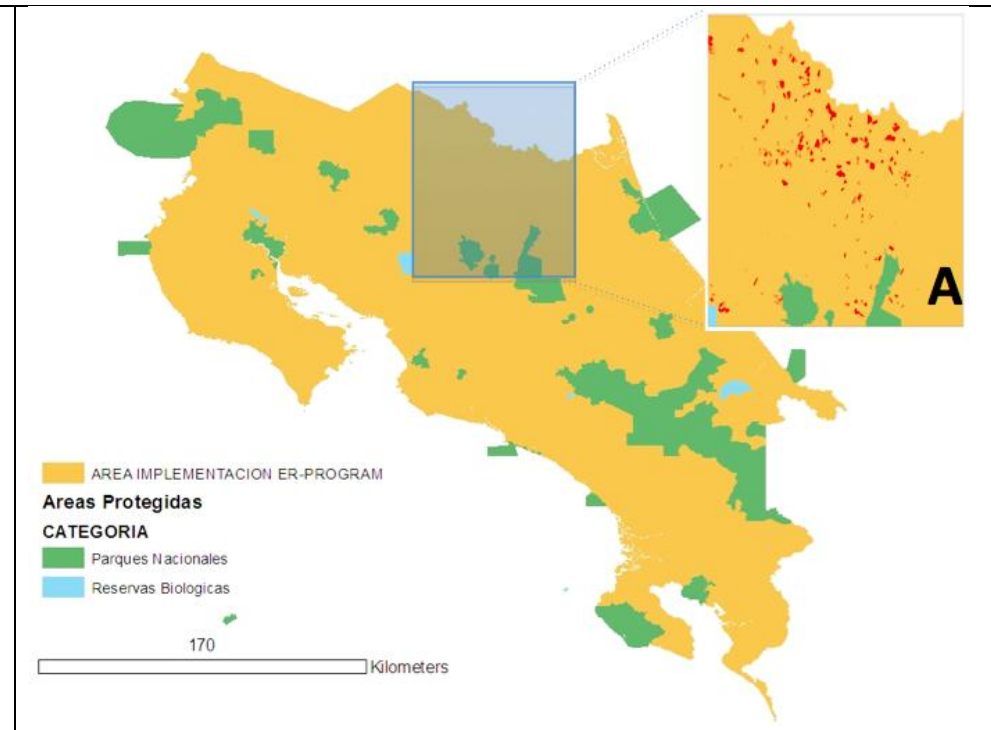 A
AREA IMPLEMENTACION ER-PROGRAM
Areas Protegidas
CATEGORIA
Parques Nacionales
Reservas Biologicas
170
Kilometers